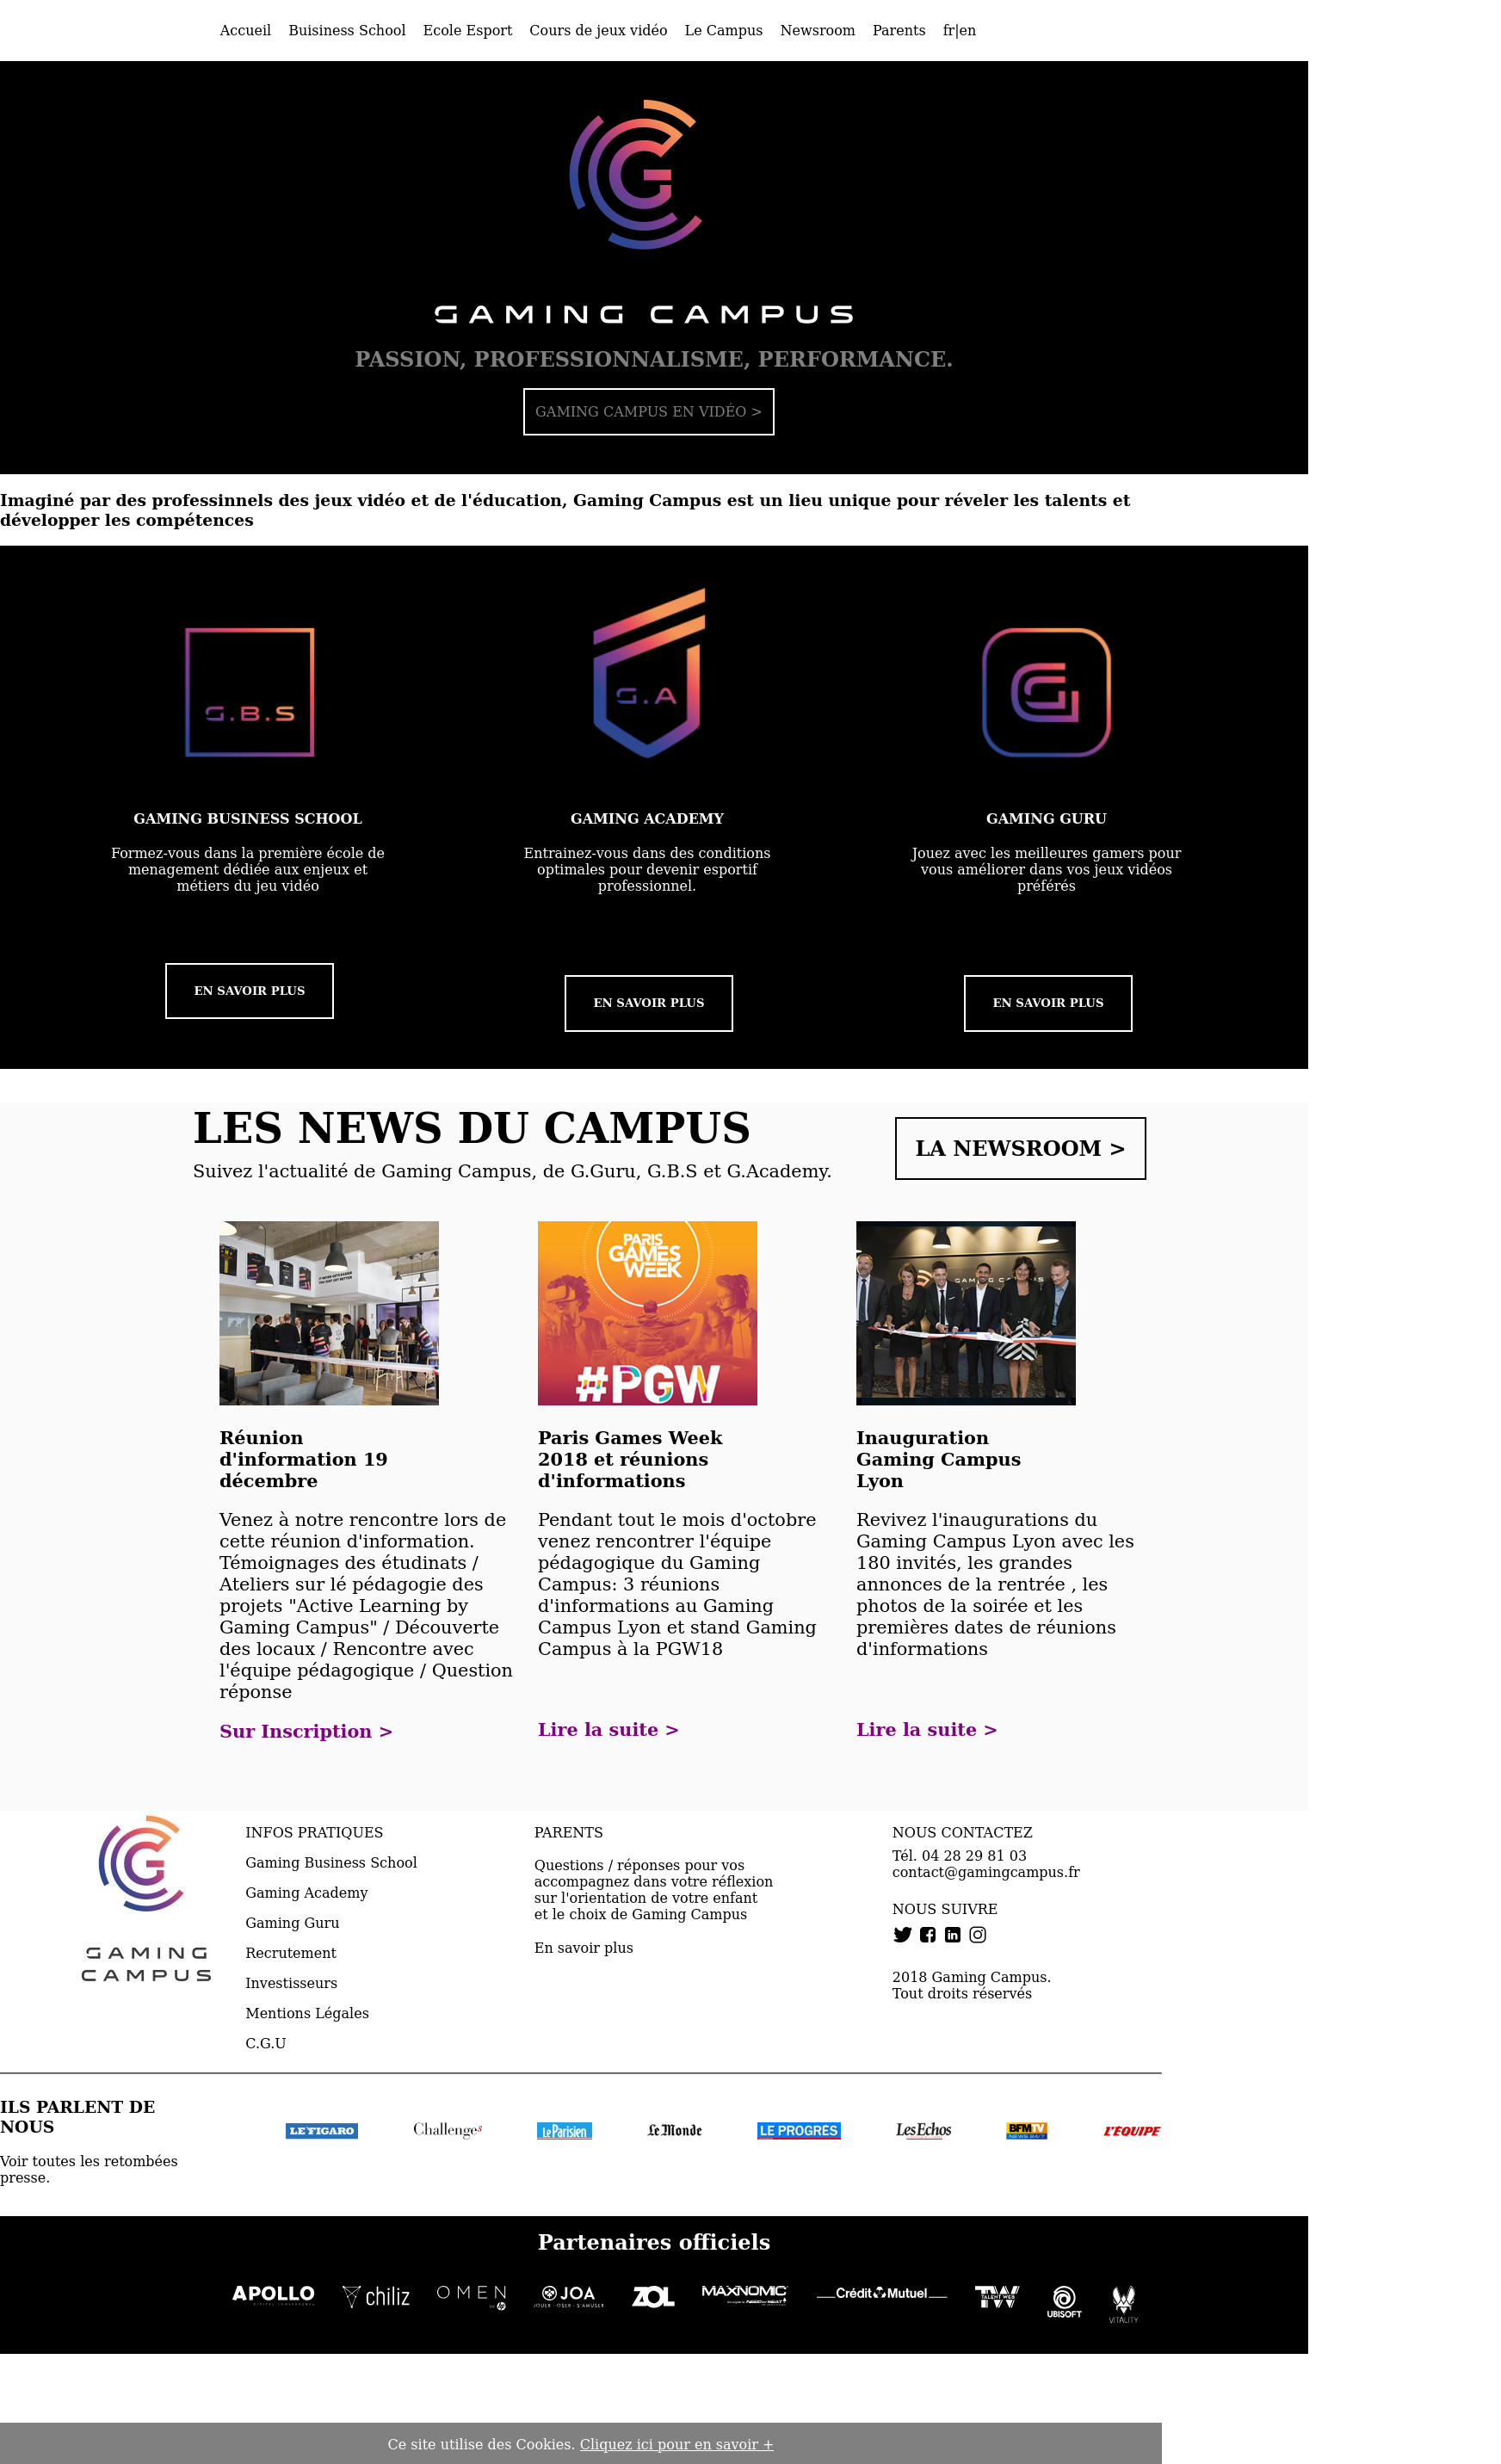 Accueil Buisiness School Ecole Esport Cours de jeux vidéo Le Campus Newsroom Parents fr|en
GAMING CAMPUS
PASSION, PROFESSIONNALISME, PERFORMANCE.
GAMING CAMPUS EN VIDÉO >
Imaginé par des professinnels des jeux vidéo et de l'éducation, Gaming Campus est un lieu unique pour réveler les talents et
développer les compétences
G.B.S
G.A
GAMING BUSINESS SCHOOL
Formez-vous dans la première école de
menagement dédiée aux enjeux et
métiers du jeu vidéo
EN SAVOIR PLUS
GAMING ACADEMY
Entrainez-vous dans des conditions
optimales pour devenir esportif
professionnel.
EN SAVOIR PLUS
GAMING GURU
Jouez avec les meilleures gamers pour
vous améliorer dans vos jeux vidéos
préférés
EN SAVOIR PLUS
LES NEWS DU CAMPUS
Suivez l'actualité de Gaming Campus, de G.Guru, G.B.S et G.Academy.
LA NEWSROOM >
PARIS
GAMES
WEEK
#PGW
Réunion
d'information 19
décembre
Venez à notre rencontre lors de
cette réunion d'information.
Témoignages des étudinats /
Ateliers sur lé pédagogie des
projets "Active Learning by
Gaming Campus" / Découverte
des locaux / Rencontre avec
l'équipe pédagogique / Question
réponse
Sur Inscription >
Paris Games Week
2018 et réunions
d'informations
Pendant tout le mois d'octobre
venez rencontrer l'équipe
pédagogique du Gaming
Campus: 3 réunions
d'informations au Gaming
Campus Lyon et stand Gaming
Campus à la PGW18
Lire la suite >
Inauguration
Gaming Campus
Lyon
Revivez l'inaugurations du
Gaming Campus Lyon avec les
180 invités, les grandes
annonces de la rentrée , les
photos de la soirée et les
premières dates de réunions
d'informations
Lire la suite >
GAMING
CAMPUS
INFOS PRATIQUES
Gaming Business School
Gaming Academy
Gaming Guru
Recrutement
Investisseurs
Mentions Légales
C.G.U
PARENTS
Questions / réponses pour vos
accompagnez dans votre réflexion
sur l'orientation de votre enfant
et le choix de Gaming Campus
En savoir plus
NOUS CONTACTEZ
Tél. 04 28 29 81 03
contact@gamingcampus.fr
NOUS SUIVRE
2018 Gaming Campus.
Tout droits réservés
ILS PARLENT DE
NOUS
Voir toutes les retombées
presse.
LE FIGARO Challenges Le Parisien Le Monde LE PROGRÈS Les Echos BFM TV L'ÉQUIPE
Partenaires officiels
APOLLO chiliz OMEN by hp JOA JOUER · OSER · S'AMUSER ZOL MAXNOMIC Crédit Mutuel TW TALENT WEB UBISOFT VITALITY
Ce site utilise des Cookies. Cliquez ici pour en savoir +